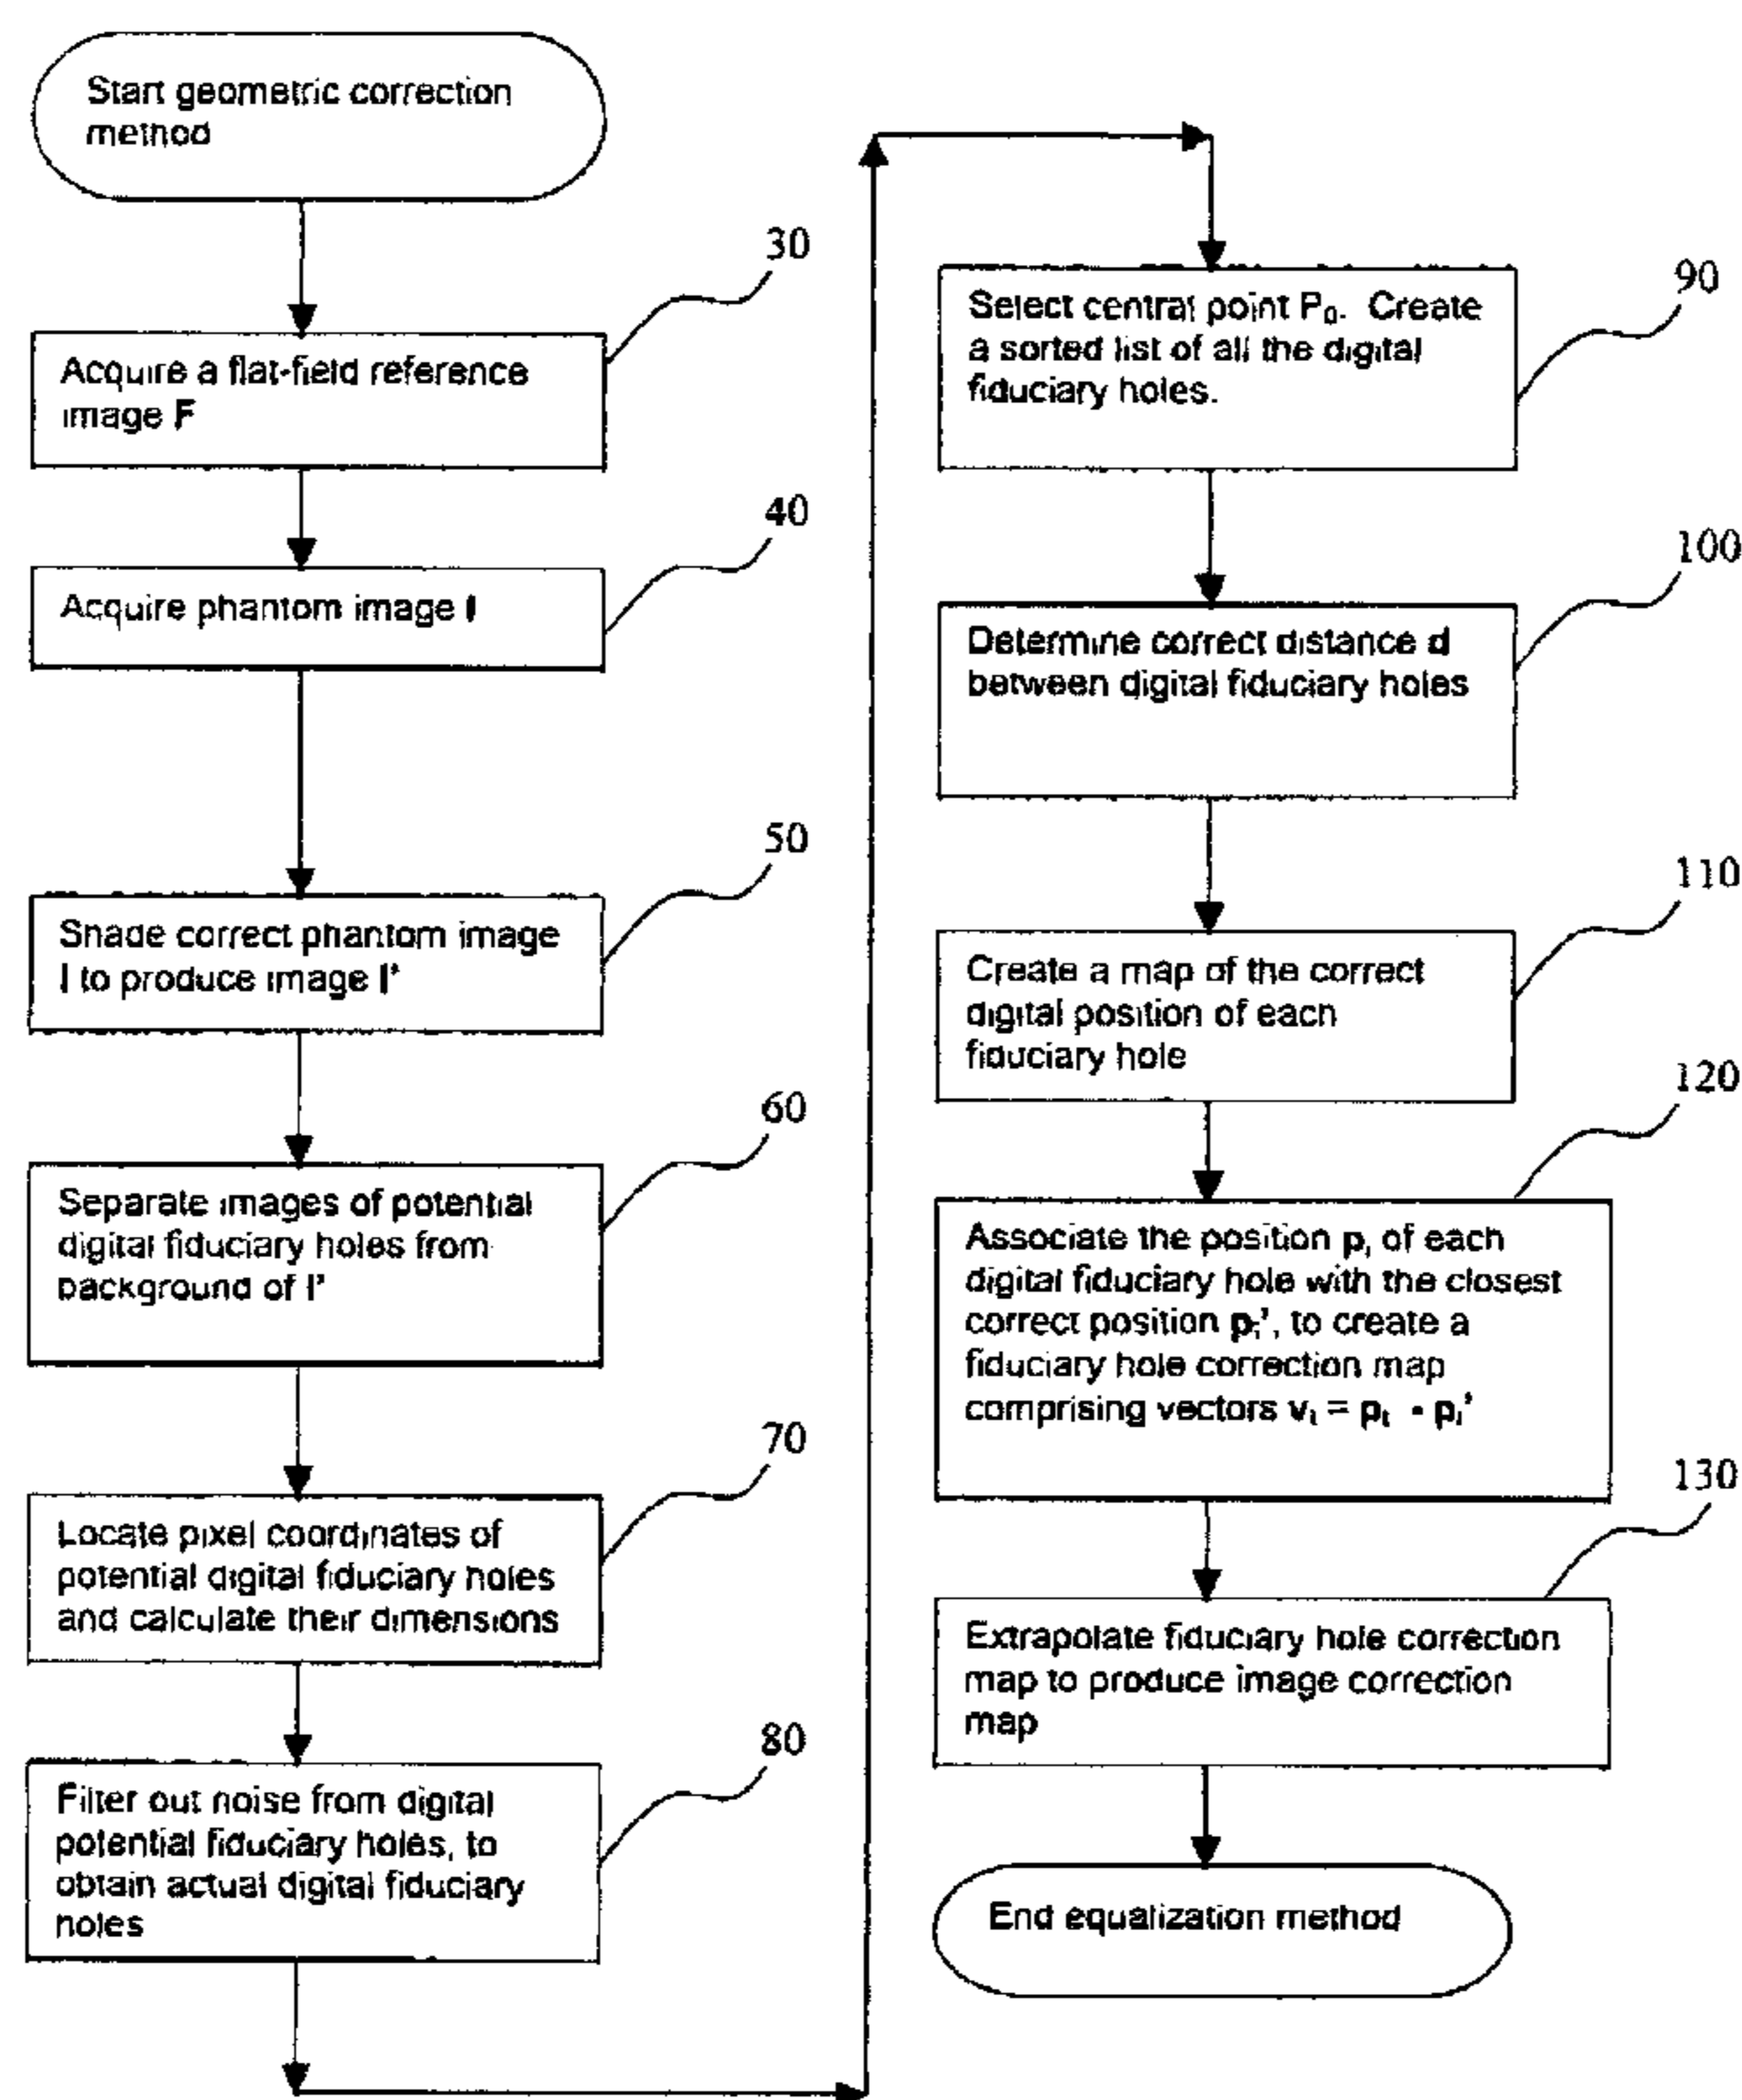 Start geometric correction
method
30
Acquire a flat-field reference
image F
40
Acquire phantom image I
50
Shade correct phantom image
I to produce image I'
60
Separate images of potential
digital fiduciary holes from
background of I'
70
Locate pixel coordinates of
potential digital fiduciary holes
and calculate their dimensions
80
Filter out noise from digital
potential fiduciary holes, to
obtain actual digital fiduciary
holes
90
Select central point P₀. Create
a sorted list of all the digital
fiduciary holes.
100
Determine correct distance d
between digital fiduciary holes
110
Create a map of the correct
digital position of each
fiduciary hole
120
Associate the position pᵢ of each
digital fiduciary hole with the closest
correct position pᵢ', to create a
fiduciary hole correction map
comprising vectors vᵢ = pᵢ - pᵢ'
130
Extrapolate fiduciary hole correction
map to produce image correction
map
End equalization method